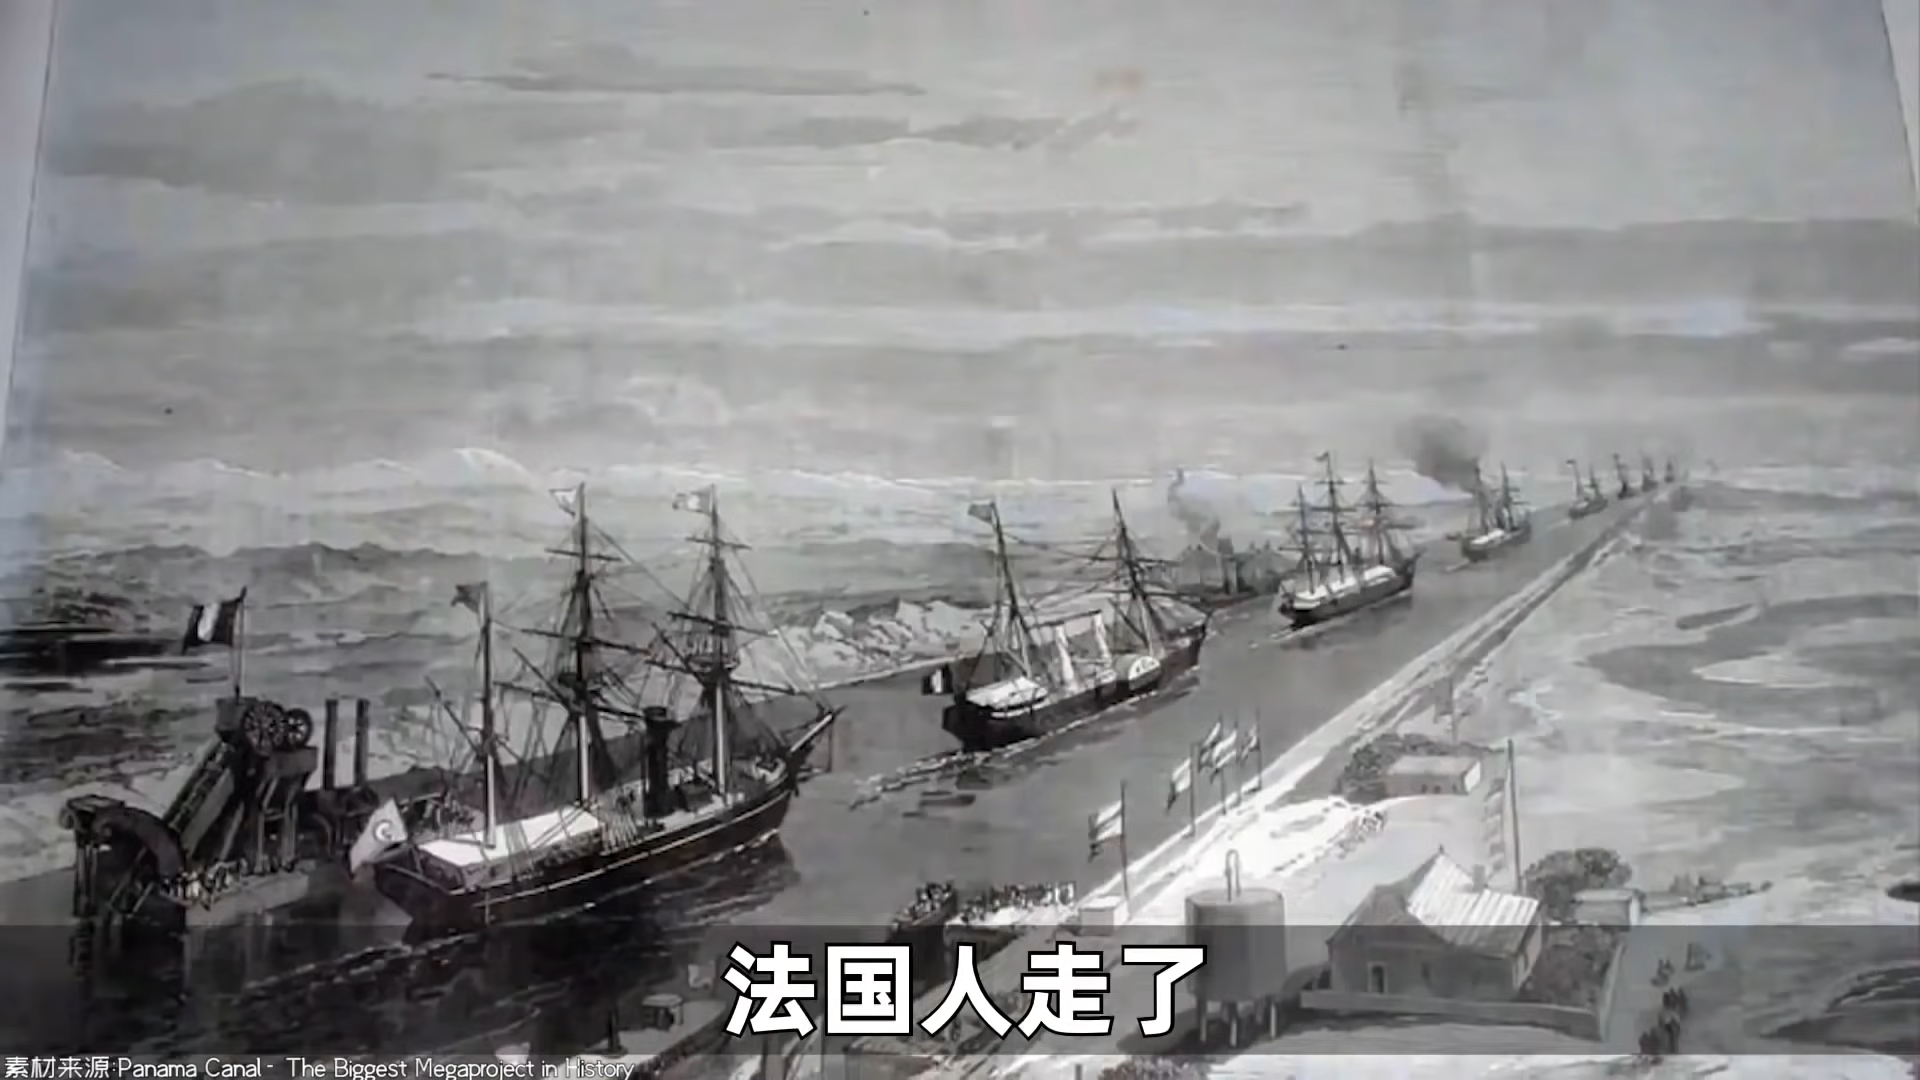 法国人走了
素材来源:Panama Canal - The Biggest Megaproject in History